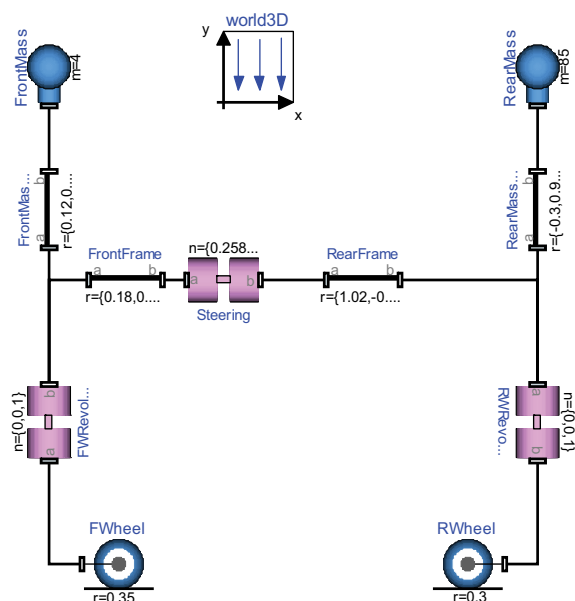 world3D
y
x
FrontMass
m=4
RearMass
m=85
b
FrontMas...
r={0.12,0....
a
b
RearMass...
r={-0.3,0.9...
a
FrontFrame
a b
r={0.18,0....
n={0.258...
a b
Steering
RearFrame
a b
r={1.02,-0....
n={0,0,1}
b
a
FWRevol...
RWRevo...
a
b
n={0,0,1}
FWheel
r=0.35
RWheel
r=0.3